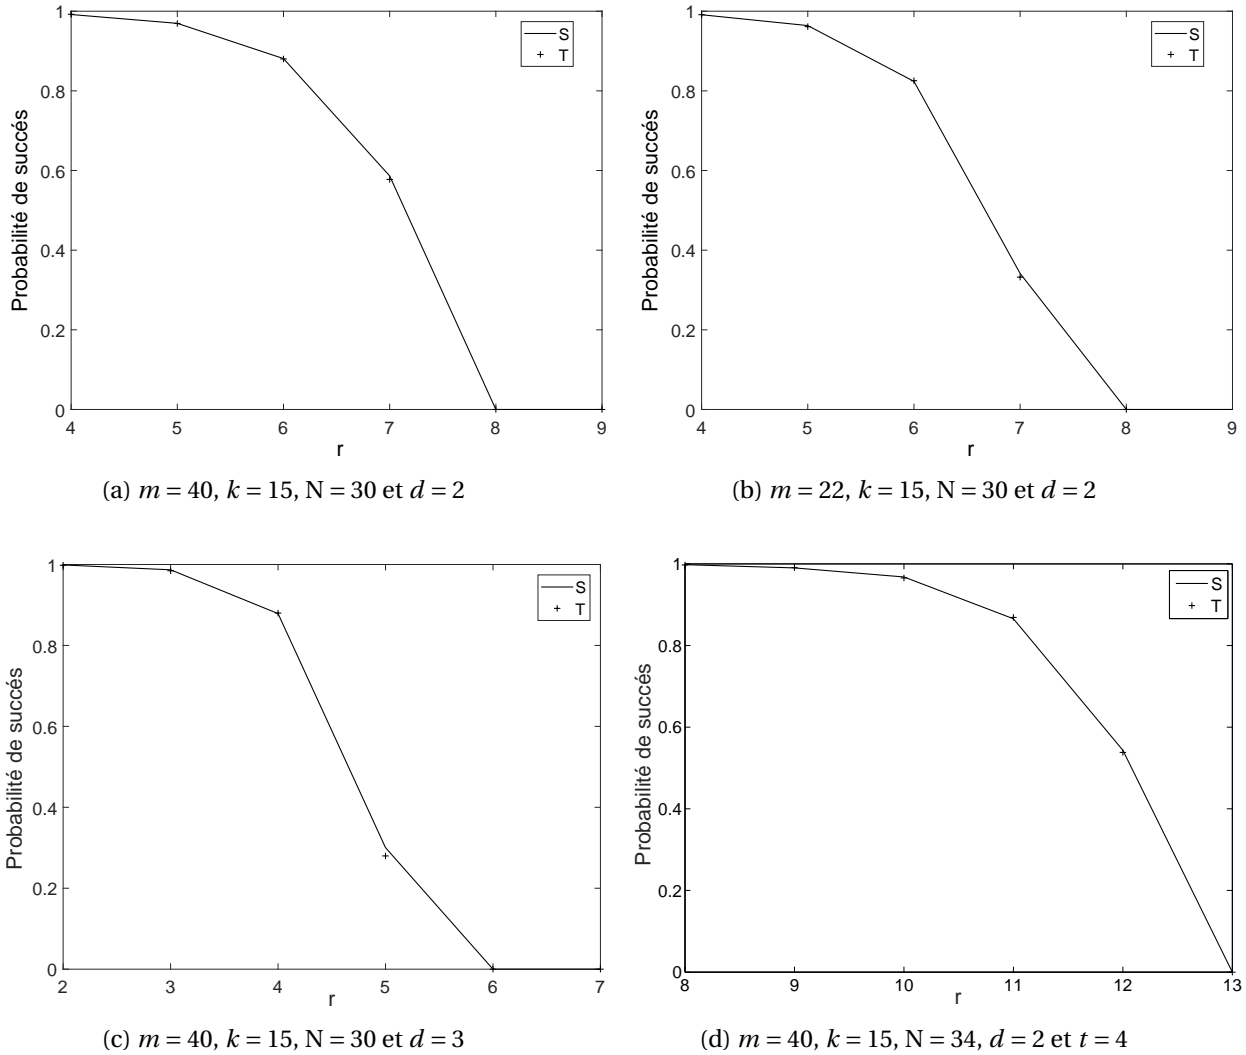 1
0.8
0.6
0.4
0.2
0
4 5 6 7 8 9
Probabilité de succés
r
S
T
(a) m = 40, k = 15, N = 30 et d = 2
1
0.8
0.6
0.4
0.2
0
4 5 6 7 8 9
Probabilité de succés
r
S
T
(b) m = 22, k = 15, N = 30 et d = 2
1
0.8
0.6
0.4
0.2
0
2 3 4 5 6 7
Probabilité de succés
r
S
T
(c) m = 40, k = 15, N = 30 et d = 3
1
0.8
0.6
0.4
0.2
0
8 9 10 11 12 13
Probabilité de succés
r
S
T
(d) m = 40, k = 15, N = 34, d = 2 et t = 4